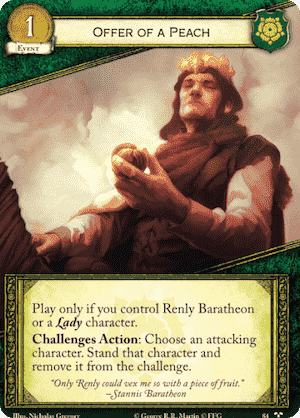 1
OFFER OF A PEACH
EVENT
Play only if you control Renly Baratheon
or a Lady character.
Challenges Action: Choose an
attacking character. Stand that character and
remove it from the challenge.
"Only Renly could vex me so with a piece of fruit."
–Stannis Baratheon
Illus. Nicholas Gregory
© George R.R. Martin © FFG
84